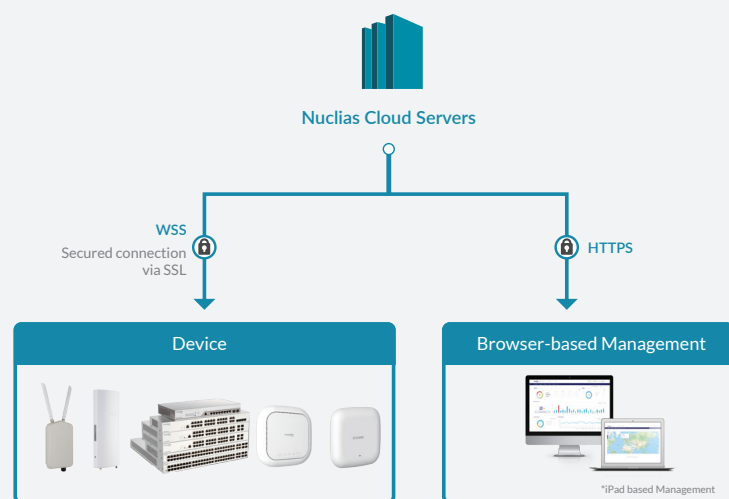 Nuclias Cloud Servers
WSS
Secured connection
via SSL
HTTPS
Device
Browser-based Management
*iPad based Management